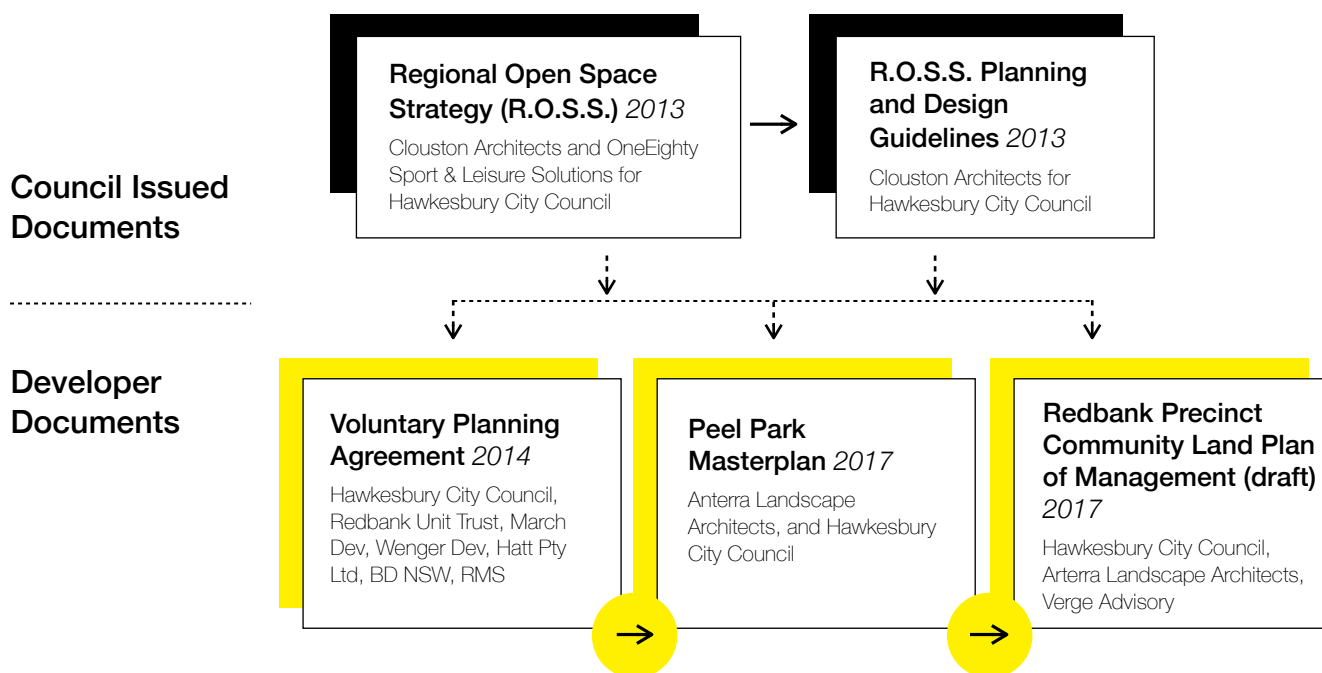 Council Issued
Documents
Regional Open Space
Strategy (R.O.S.S.) 2013
Clouston Architects and OneEighty
Sport & Leisure Solutions for
Hawkesbury City Council
R.O.S.S. Planning
and Design
Guidelines 2013
Clouston Architects for
Hawkesbury City Council
Developer
Documents
Voluntary Planning
Agreement 2014
Hawkesbury City Council,
Redbank Unit Trust, March
Dev, Wenger Dev, Hatt Pty
Ltd, BD NSW, RMS
Peel Park
Masterplan 2017
Anterra Landscape
Architects, and Hawkesbury
City Council
Redbank Precinct
Community Land Plan
of Management (draft)
2017
Hawkesbury City Council,
Arterra Landscape Architects,
Verge Advisory